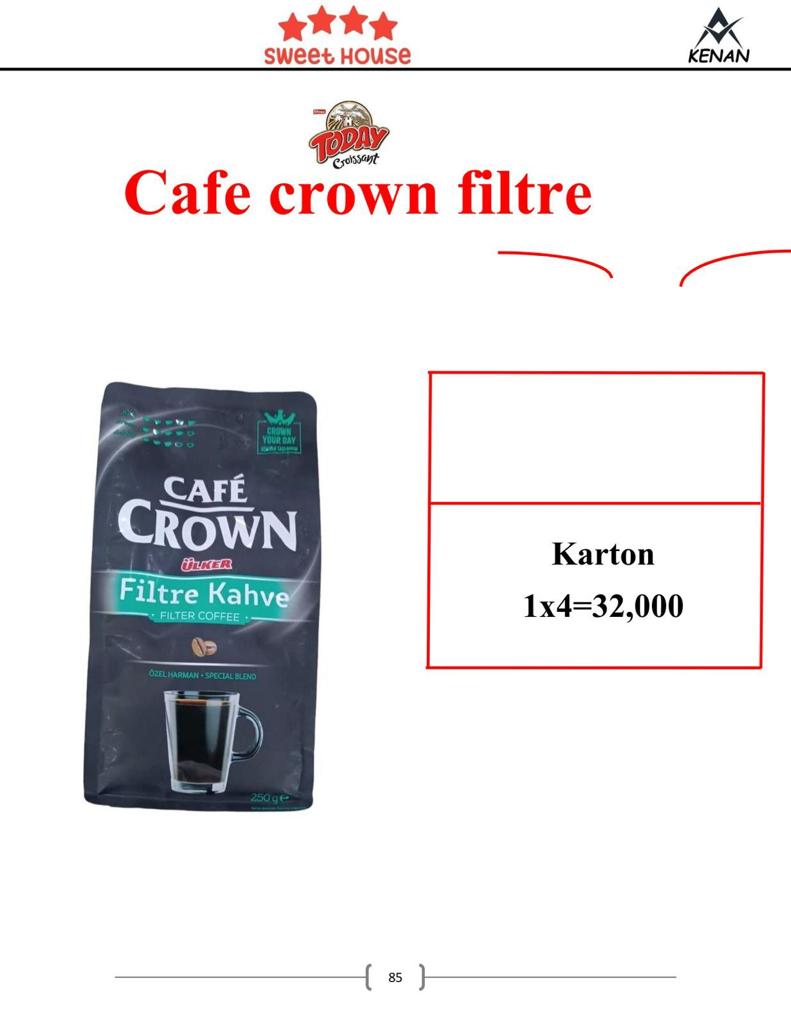 SWEET HOUSE
KENAN
TODAY
Croissant
Cafe crown filtre
CROWN
YOUR DAY
CAFÉ
CROWN
ÜLKER
Filtre Kahve
FILTER COFFEE
ÖZEL HARMAN • SPECIAL BLEND
250 g e
Karton
1x4=32,000
85